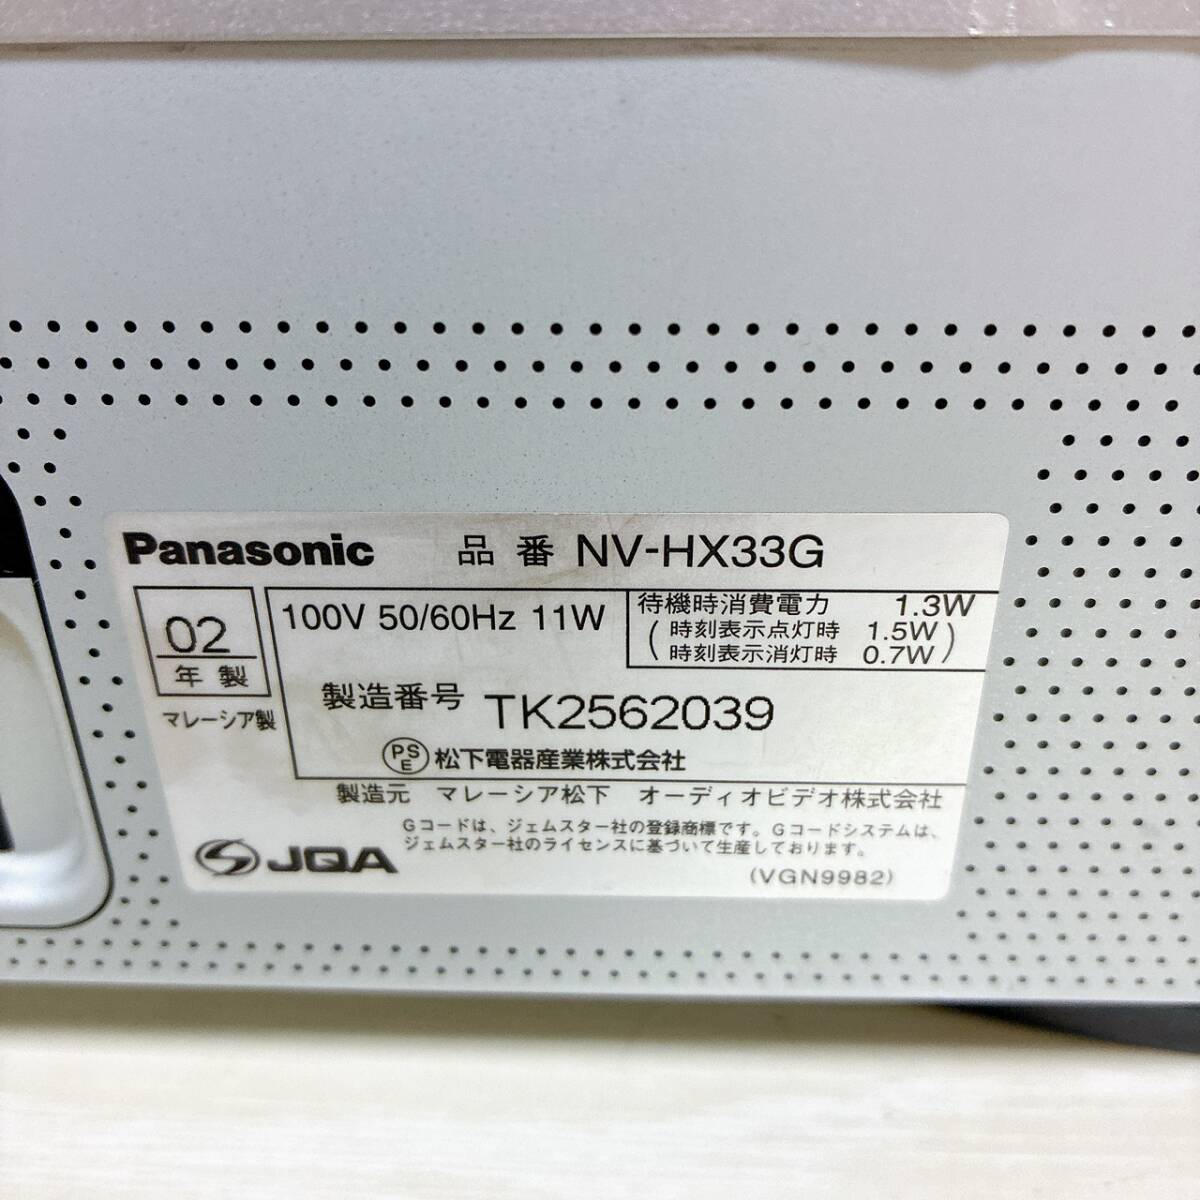 Panasonic 品番 NV-HX33G
02
年製
マレーシア製
100V 50/60Hz 11W
待機時消費電力 1.3W
(時刻表示点灯時 1.5W
時刻表示消灯時 0.7W)
製造番号 TK2562039
PSE 松下電器産業株式会社
製造元 マレーシア松下 オーディオビデオ株式会社
JQA
Gコードは、ジェムスター社の登録商標です。Gコードシステムは、
ジェムスター社のライセンスに基づいて生産しております。
(VGN9982)